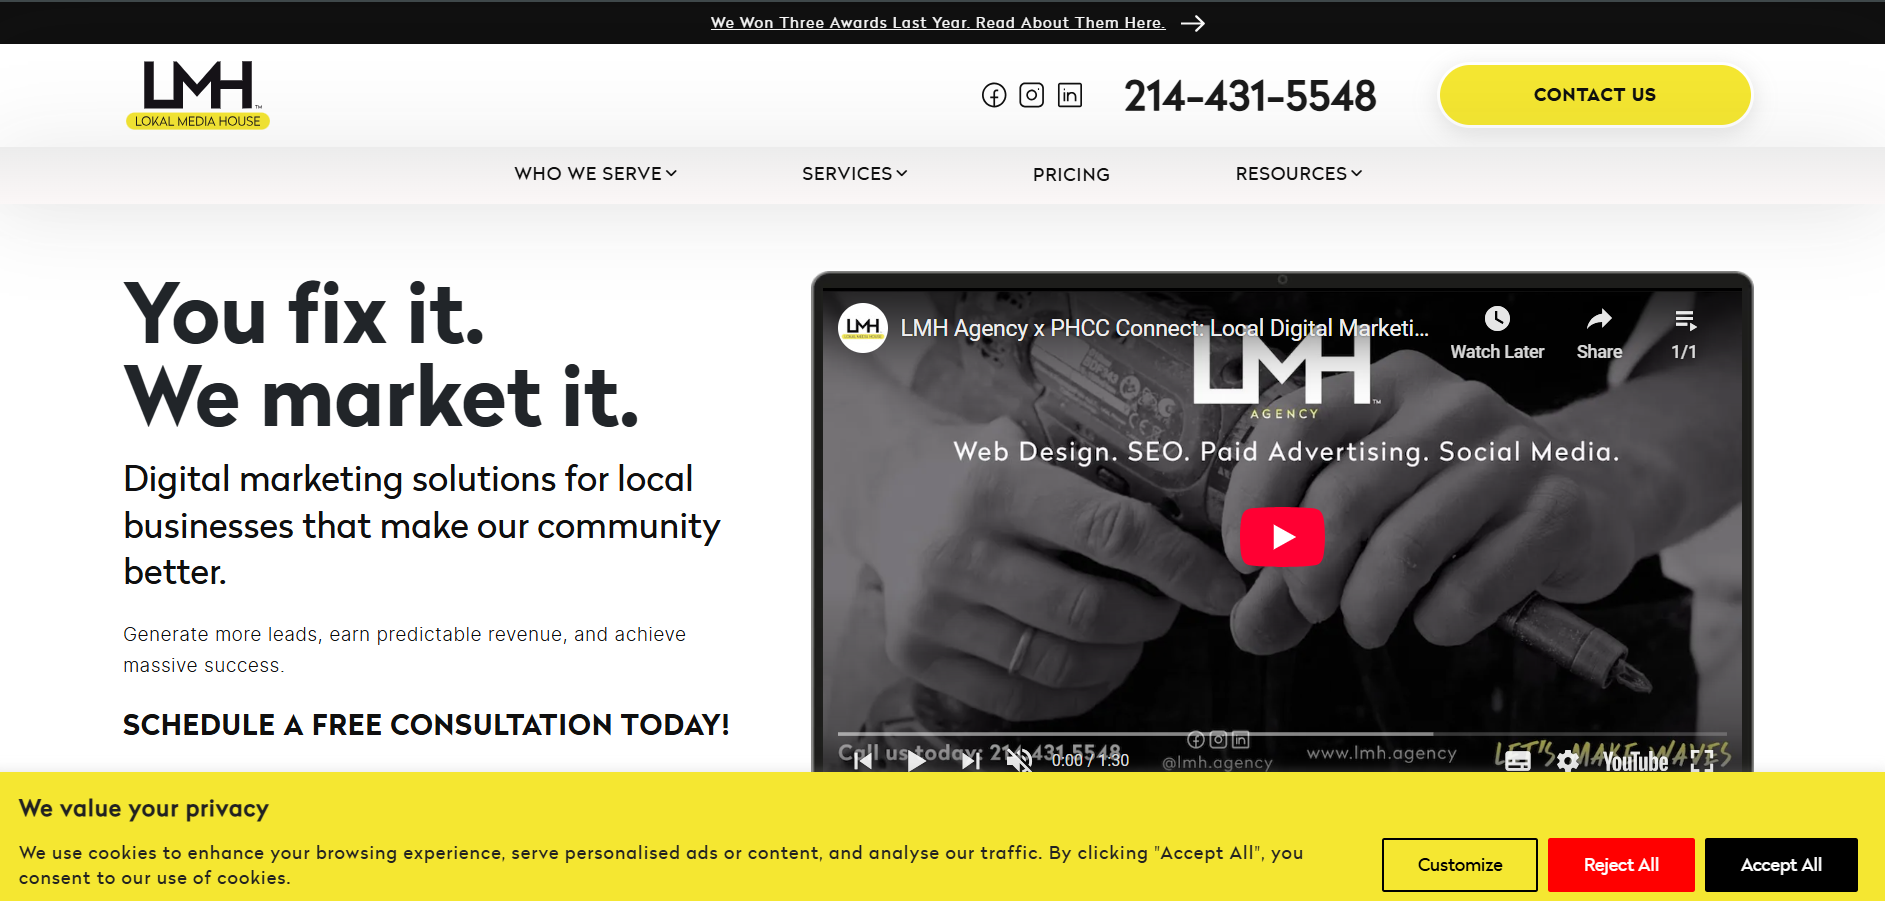 We Won Three Awards Last Year. Read About Them Here.
LMH™
LOKAL MEDIA HOUSE
214-431-5548
CONTACT US
WHO WE SERVE
SERVICES
PRICING
RESOURCES
You fix it.
We market it.
Digital marketing solutions for local
businesses that make our community
better.
Generate more leads, earn predictable revenue, and achieve
massive success.
SCHEDULE A FREE CONSULTATION TODAY!
LMH
LOKAL MEDIA HOUSE
LMH Agency x PHCC Connect: Local Digital Marketi...
Watch Later
Share
1/1
LMH™
AGENCY
Web Design. SEO. Paid Advertising. Social Media.
Call us today: 214-431-5548
0:00 / 1:30
@lmh.agency
www.lmh.agency
LET'S MAKE WAVES
YouTube
We value your privacy
We use cookies to enhance your browsing experience, serve personalised ads or content, and analyse our traffic. By clicking "Accept All", you
consent to our use of cookies.
Customize
Reject All
Accept All